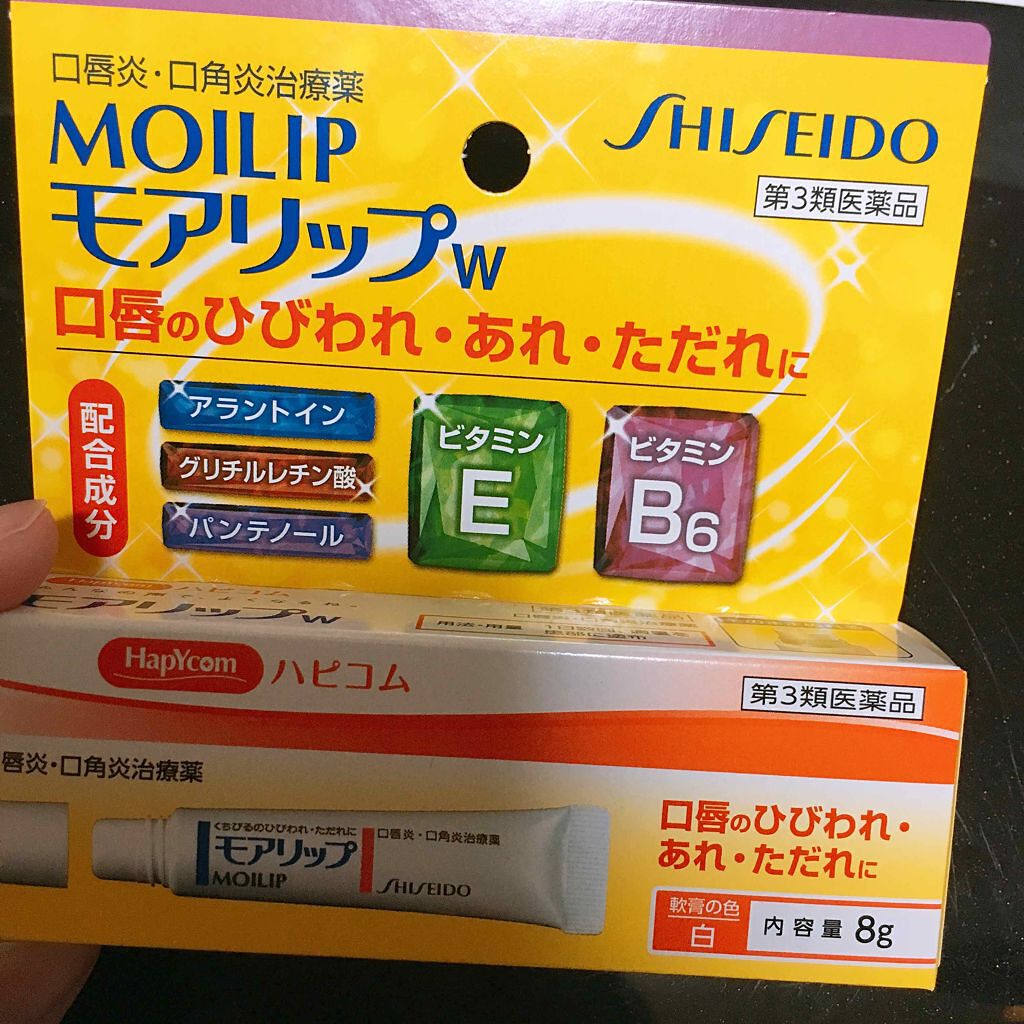 口唇炎・口角炎治療薬
MOILIP
モアリップW
SHISEIDO
第3類医薬品
口唇のひびわれ・あれ・ただれに
配合成分
アラントイン
グリチルレチン酸
パンテノール
ビタミン
E
ビタミン
B6
モアリップW
用法・用量
HapYcom ハピコム
第3類医薬品
唇炎・口角炎治療薬
くちびるのひびわれ・ただれに
モアリップ
MOILIP
口唇炎・口角炎治療薬
SHISEIDO
口唇のひびわれ・
あれ・ただれに
軟膏の色
白
内容量 8g